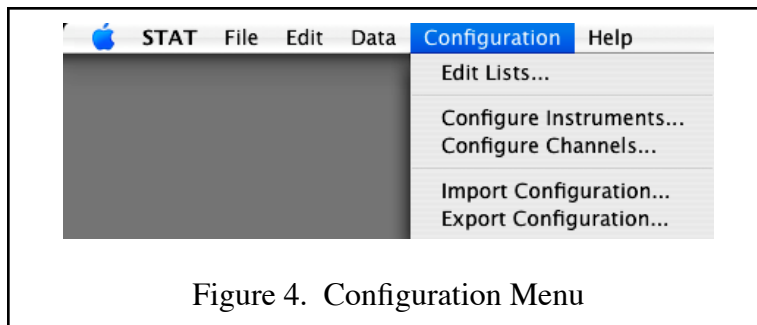 STAT File Edit Data Configuration Help
Edit Lists...
Configure Instruments...
Configure Channels...
Import Configuration...
Export Configuration...
Figure 4. Configuration Menu